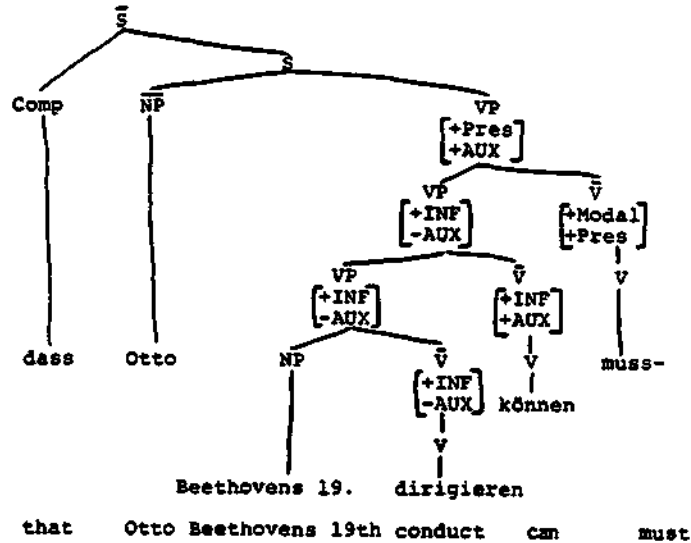 S̄
S
Comp N̄P̄ VP
[+Pres
+AUX]
VP V̄
[+INF [+Modal
-AUX] +Pres]
VP V̄ V
[+INF [+INF
-AUX] +AUX]
dass Otto NP V̄ V muss-
[+INF
-AUX] können
V
Beethovens 19. dirigieren
that Otto Beethovens 19th conduct can must